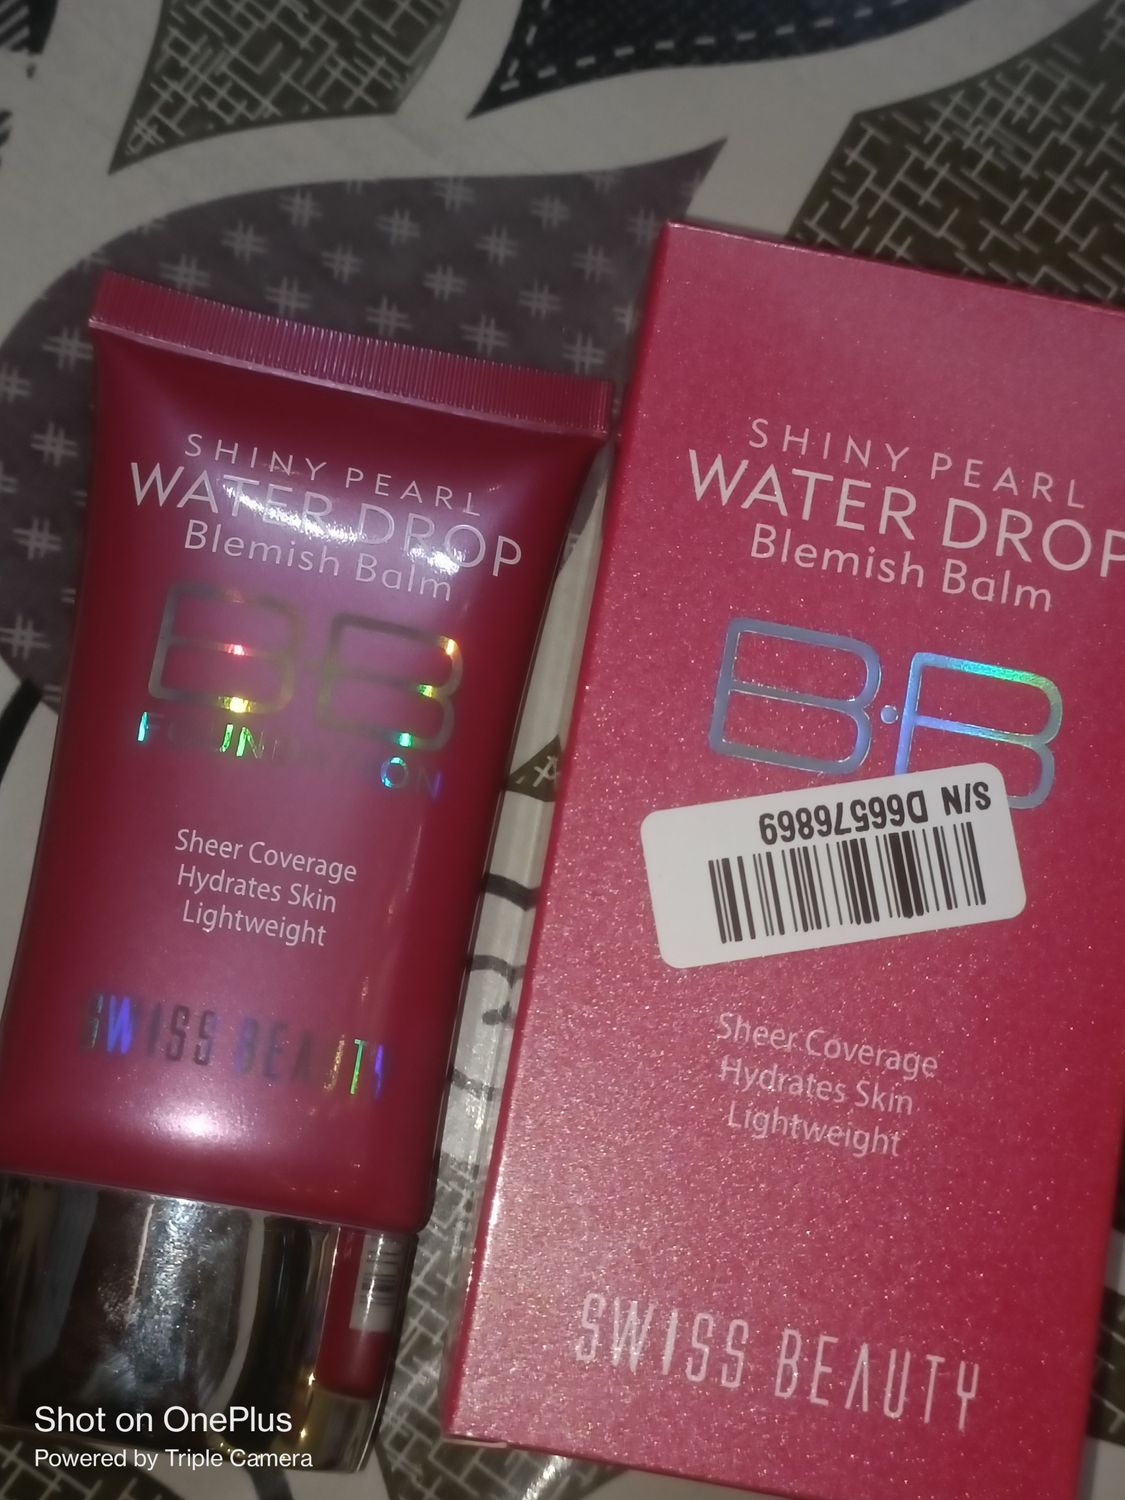 SHINY PEARL
WATER DROP
Blemish Balm
BB
FOUNDATION
Sheer Coverage
Hydrates Skin
Lightweight
SWISS BEAUTY
SHINY PEARL
WATER DROP
Blemish Balm
B·B
S/N D66576869
Sheer Coverage
Hydrates Skin
Lightweight
SWISS BEAUTY
Shot on OnePlus
Powered by Triple Camera